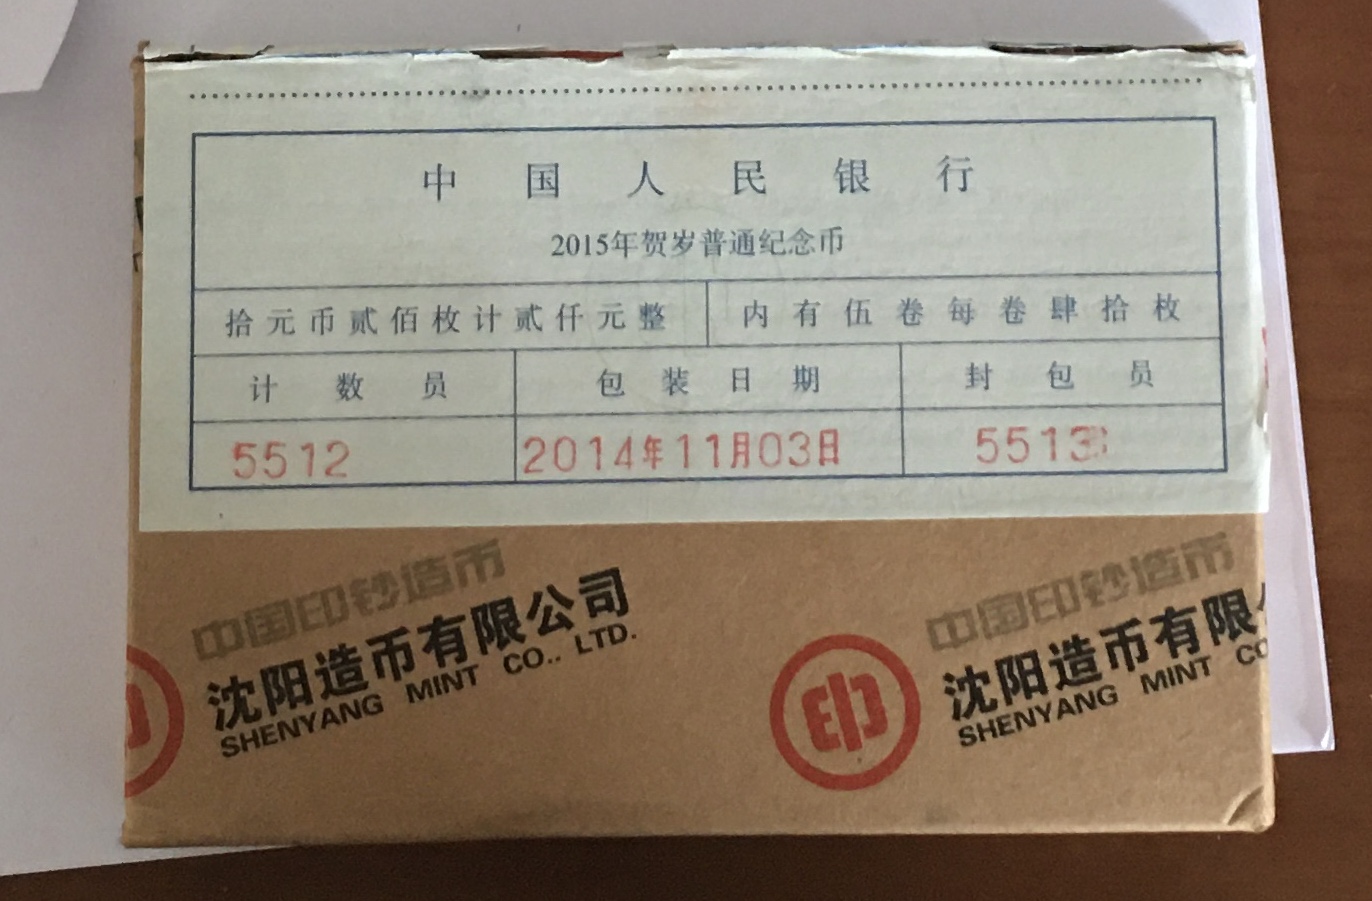 中国人民银行
2015年贺岁普通纪念币
拾元币贰佰枚计贰仟元整 内有伍卷每卷肆拾枚
计数员 包装日期 封包员
5512 2014年11月03日 5513
中国印钞造币
沈阳造币有限公司
SHENYANG MINT CO.. LTD.
中国印钞造币
沈阳造币有限
SHENYANG MINT CO